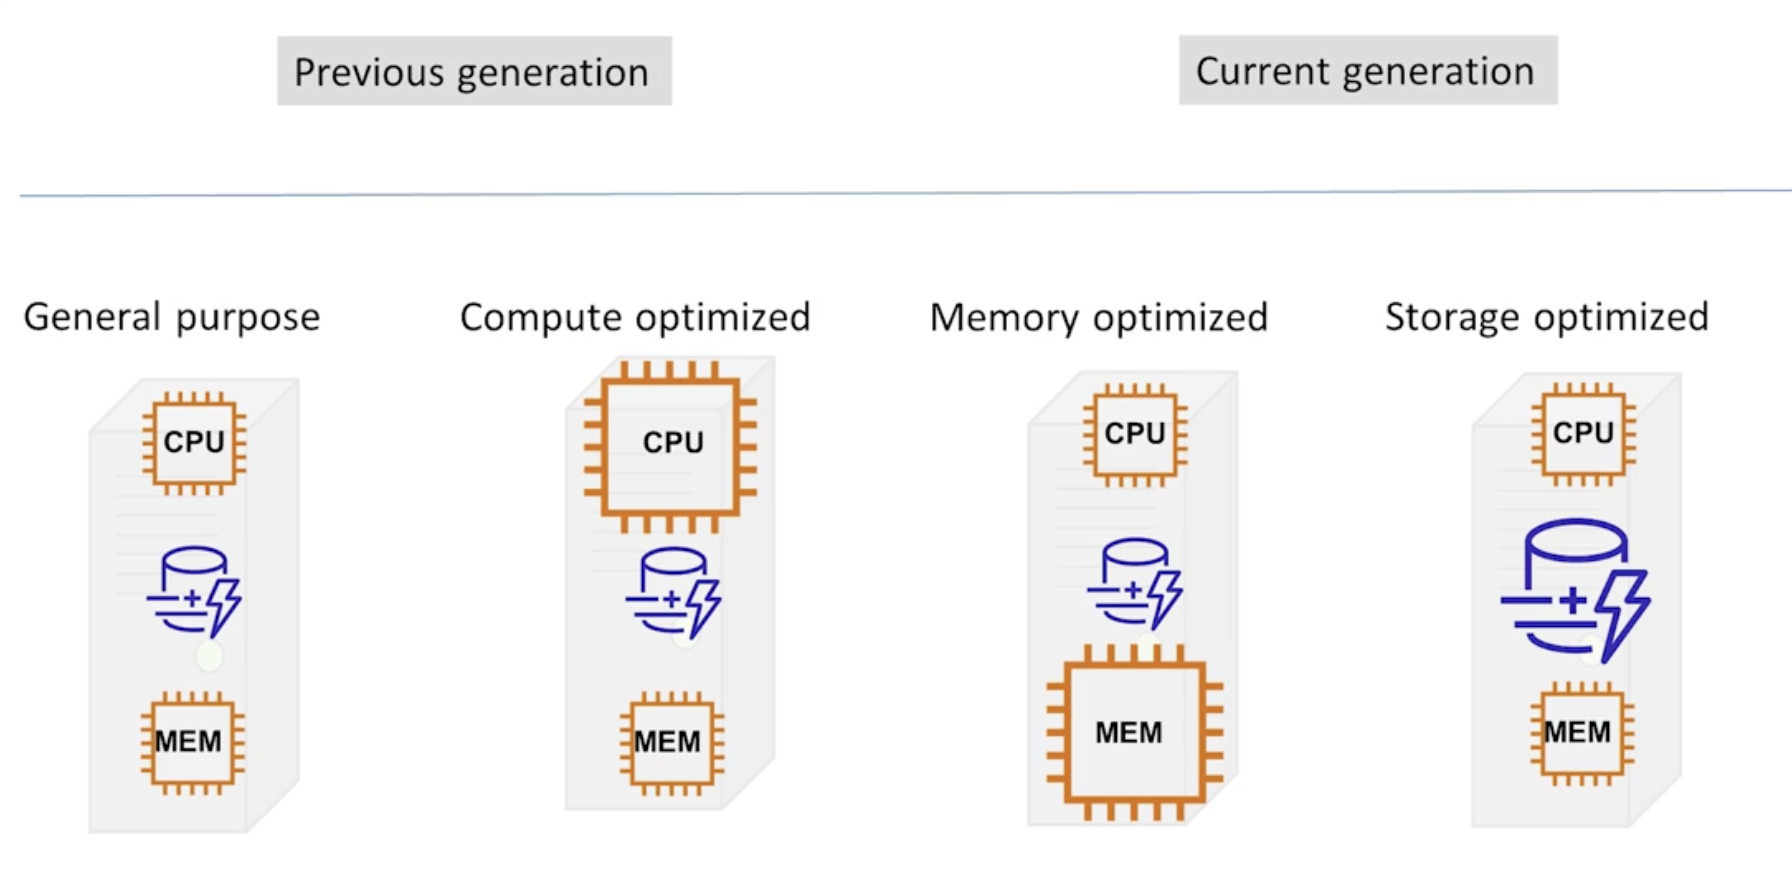 Previous generation
Current generation
General purpose
Compute optimized
Memory optimized
Storage optimized
CPU
CPU
CPU
CPU
MEM
MEM
MEM
MEM